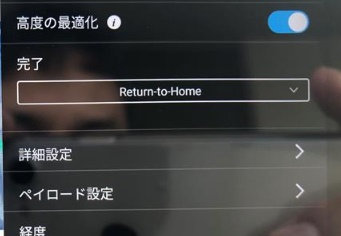 高度の最適化 i
完了
Return-to-Home
詳細設定
ペイロード設定
経度